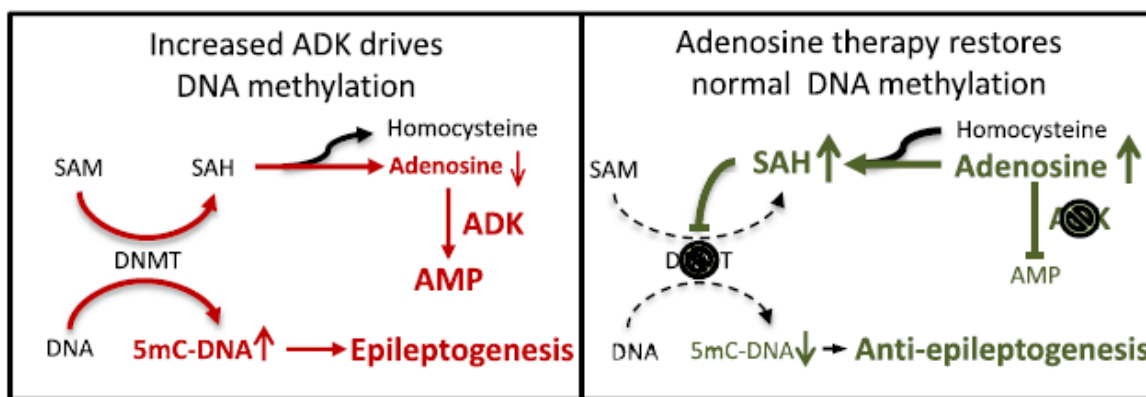 Increased ADK drives
DNA methylation
Homocysteine
SAM
SAH
Adenosine ↓
ADK
DNMT
AMP
DNA
5mC-DNA↑
Epileptogenesis
Adenosine therapy restores
normal DNA methylation
Homocysteine
SAM
SAH ↑
Adenosine ↑
AMP
DNA
5mC-DNA↓
Anti-epileptogenesis